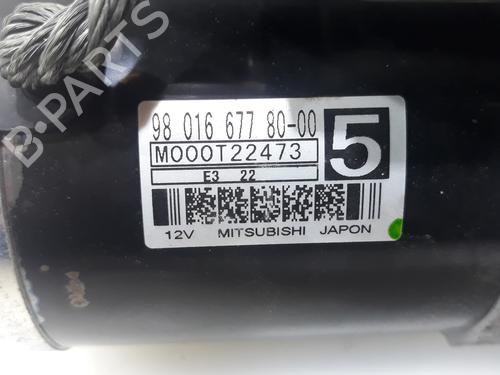 98 016 677 80-00
5
M000T22473
E3 22
12V MITSUBISHI JAPON
B-PARTS